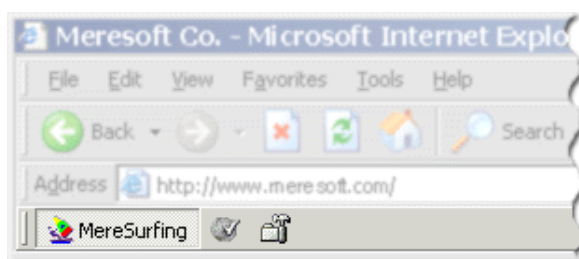 Meresoft Co. - Microsoft Internet Explo
File Edit View Favorites Tools Help
Back Search
Address http://www.meresoft.com/
MereSurfing